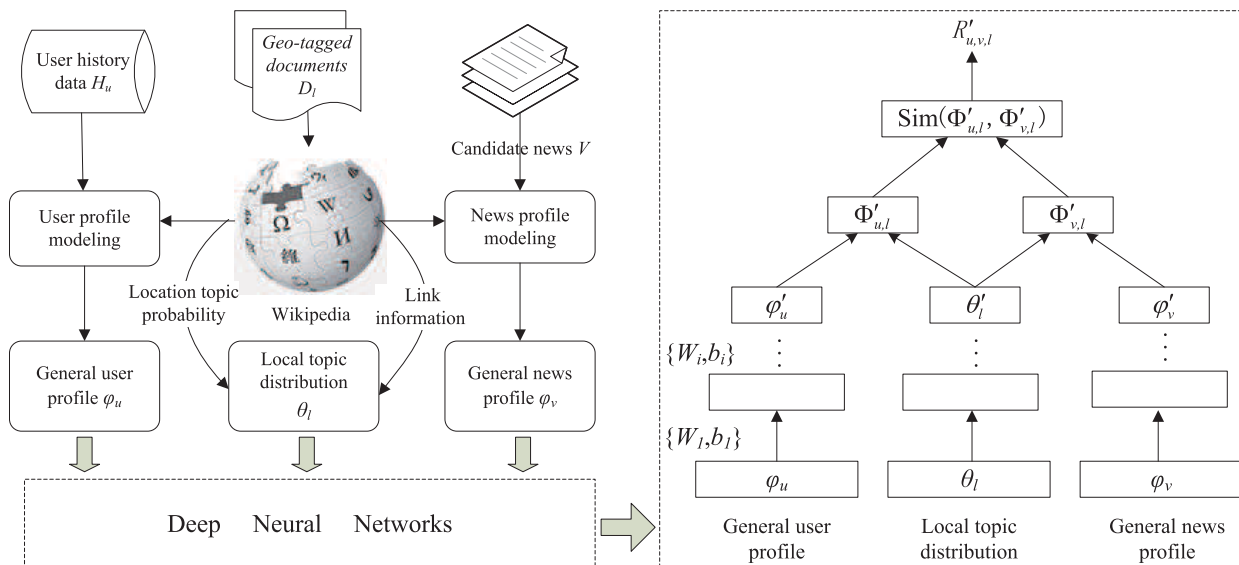 User history
data H_u
Geo-tagged
documents
D_l
Candidate news V
User profile
modeling
Ω W И 維
News profile
modeling
Location topic
probability
Wikipedia
Link
information
General user
profile φ_u
Local topic
distribution
θ_l
General news
profile φ_v
Deep Neural Networks
R′_{u,v,l}
Sim(Φ′_{u,l}, Φ′_{v,l})
Φ′_{u,l}
Φ′_{v,l}
φ′_u
θ′_l
φ′_v
{W_i,b_i}
{W_1,b_1}
φ_u
θ_l
φ_v
General user
profile
Local topic
distribution
General news
profile